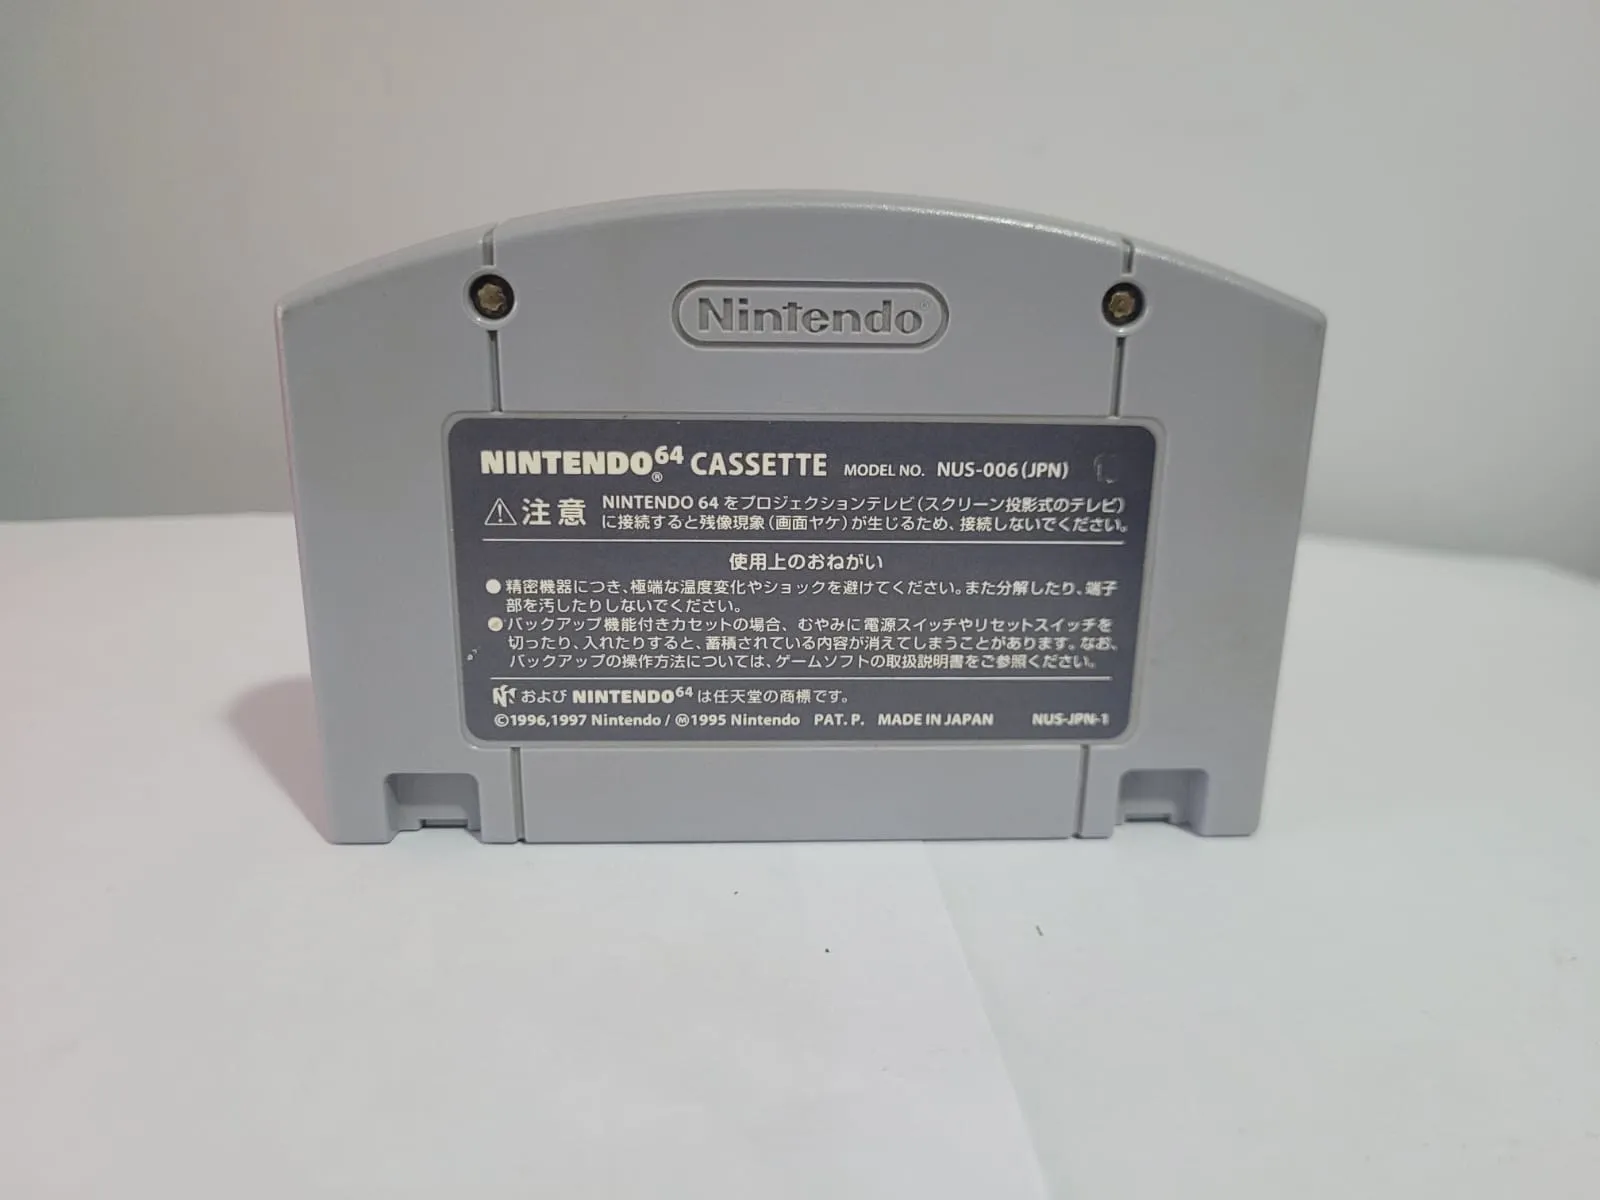 Nintendo®
NINTENDO64® CASSETTE MODEL NO. NUS-006(JPN)
⚠注意 NINTENDO 64をプロジェクションテレビ(スクリーン投影式のテレビ)
に接続すると残像現象(画面ヤケ)が生じるため、接続しないでください。
使用上のおねがい
●精密機器につき、極端な温度変化やショックを避けてください。また分解したり、端子
部を汚したりしないでください。
●バックアップ機能付きカセットの場合、むやみに電源スイッチやリセットスイッチを
切ったり、入れたりすると、蓄積されている内容が消えてしまうことがあります。なお、
バックアップの操作方法については、ゲームソフトの取扱説明書をご参照ください。
およびNINTENDO64は任天堂の商標です。
©1996,1997 Nintendo/Ⓜ1995 Nintendo PAT. P. MADE IN JAPAN NUS-JPN-1